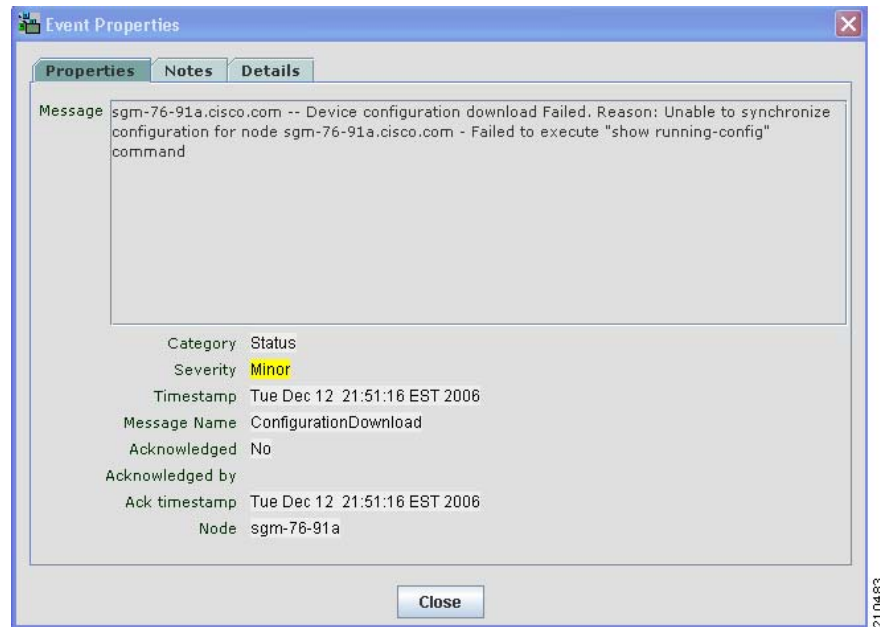 Event Properties
Properties Notes Details
Message sgm-76-91a.cisco.com -- Device configuration download Failed. Reason: Unable to synchronize
configuration for node sgm-76-91a.cisco.com - Failed to execute "show running-config"
command
Category Status
Severity Minor
Timestamp Tue Dec 12 21:51:16 EST 2006
Message Name ConfigurationDownload
Acknowledged No
Acknowledged by
Ack timestamp Tue Dec 12 21:51:16 EST 2006
Node sgm-76-91a
Close
210483